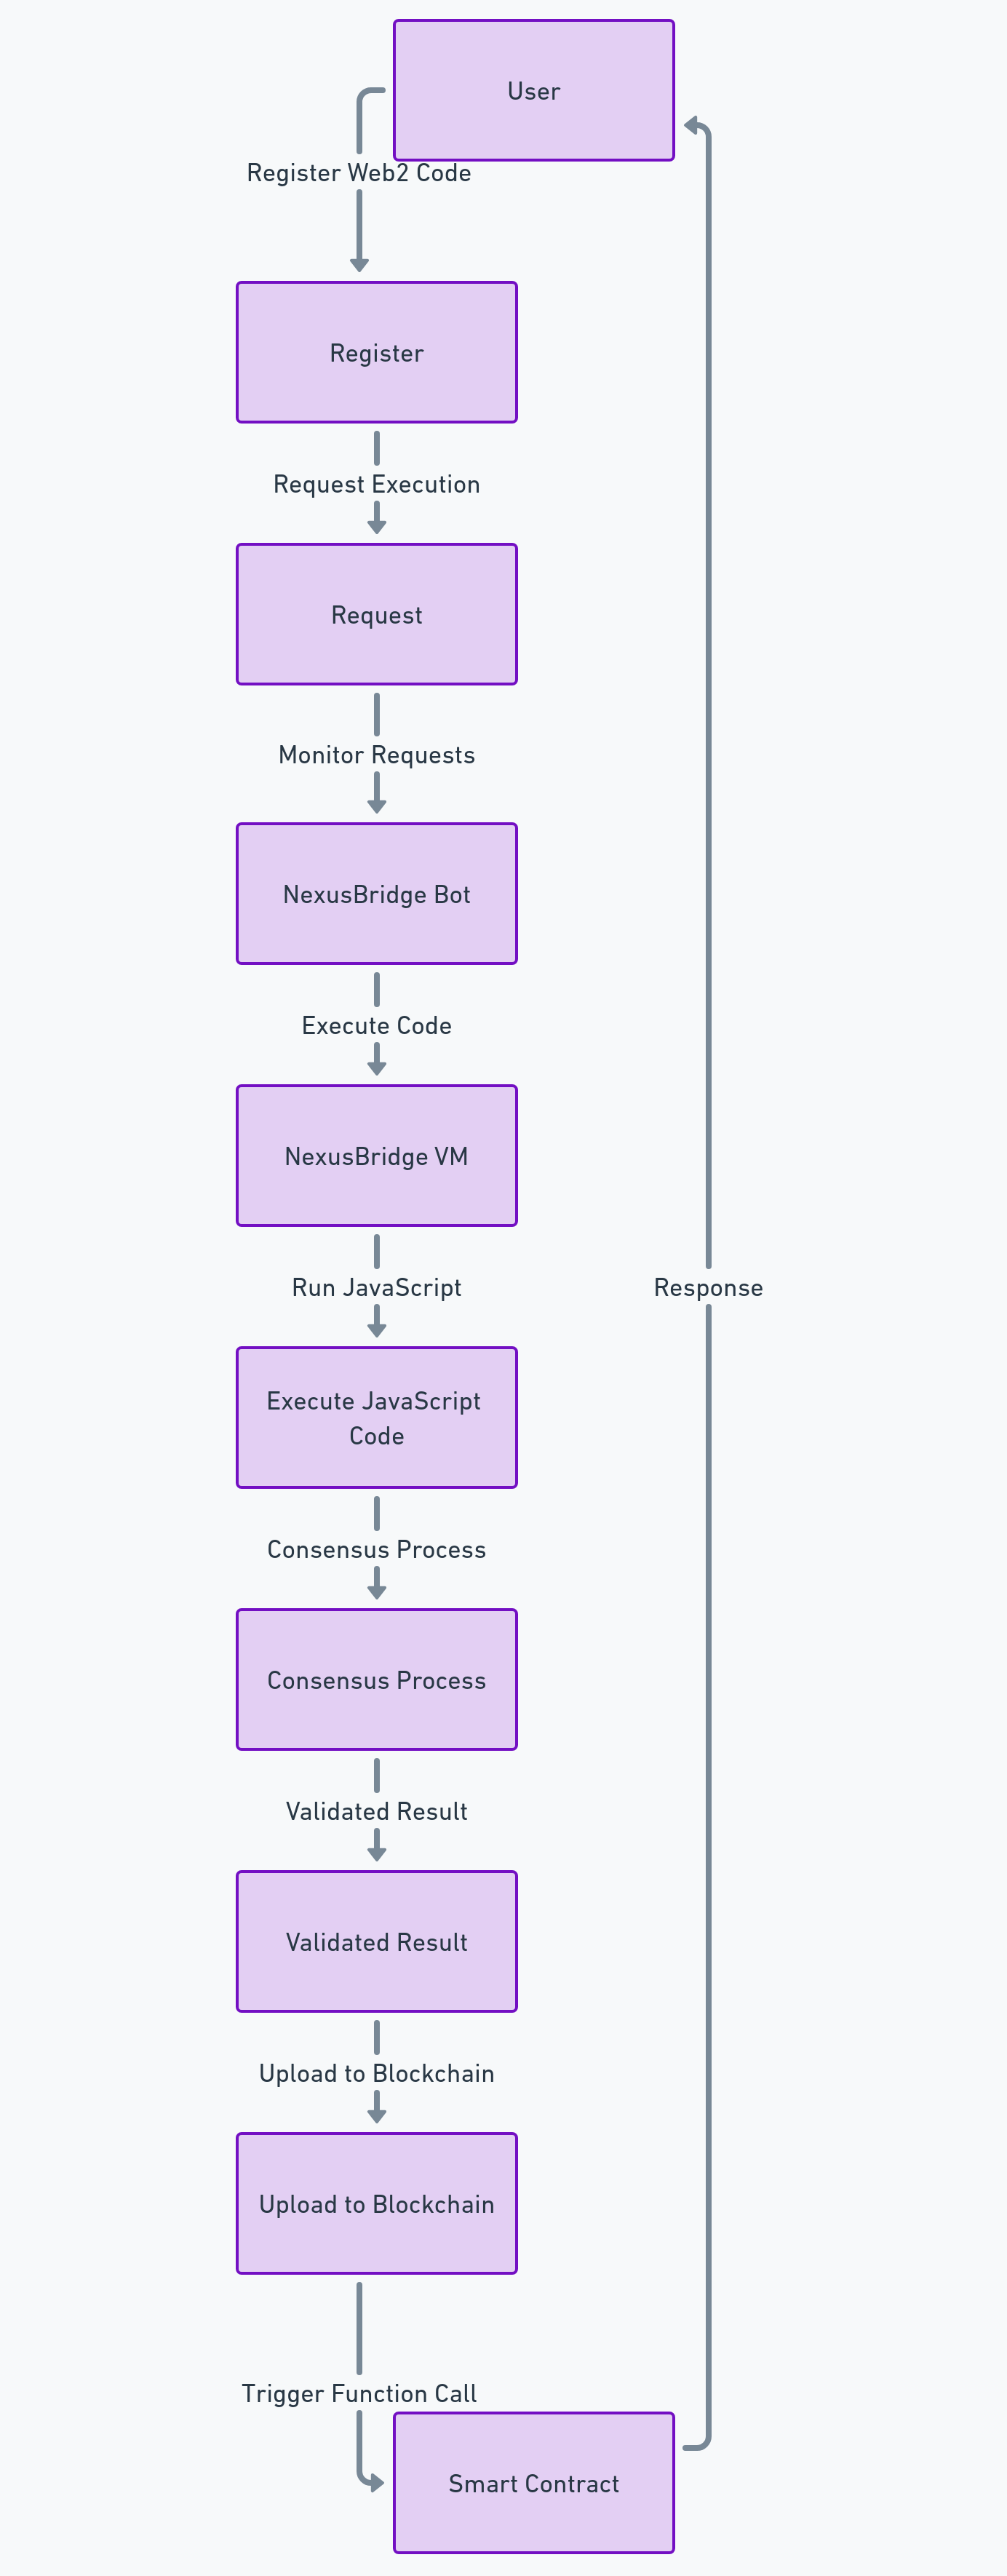 User
Register Web2 Code
Register
Request Execution
Request
Monitor Requests
NexusBridge Bot
Execute Code
NexusBridge VM
Run JavaScript
Response
Execute JavaScript
Code
Consensus Process
Consensus Process
Validated Result
Validated Result
Upload to Blockchain
Upload to Blockchain
Trigger Function Call
Smart Contract